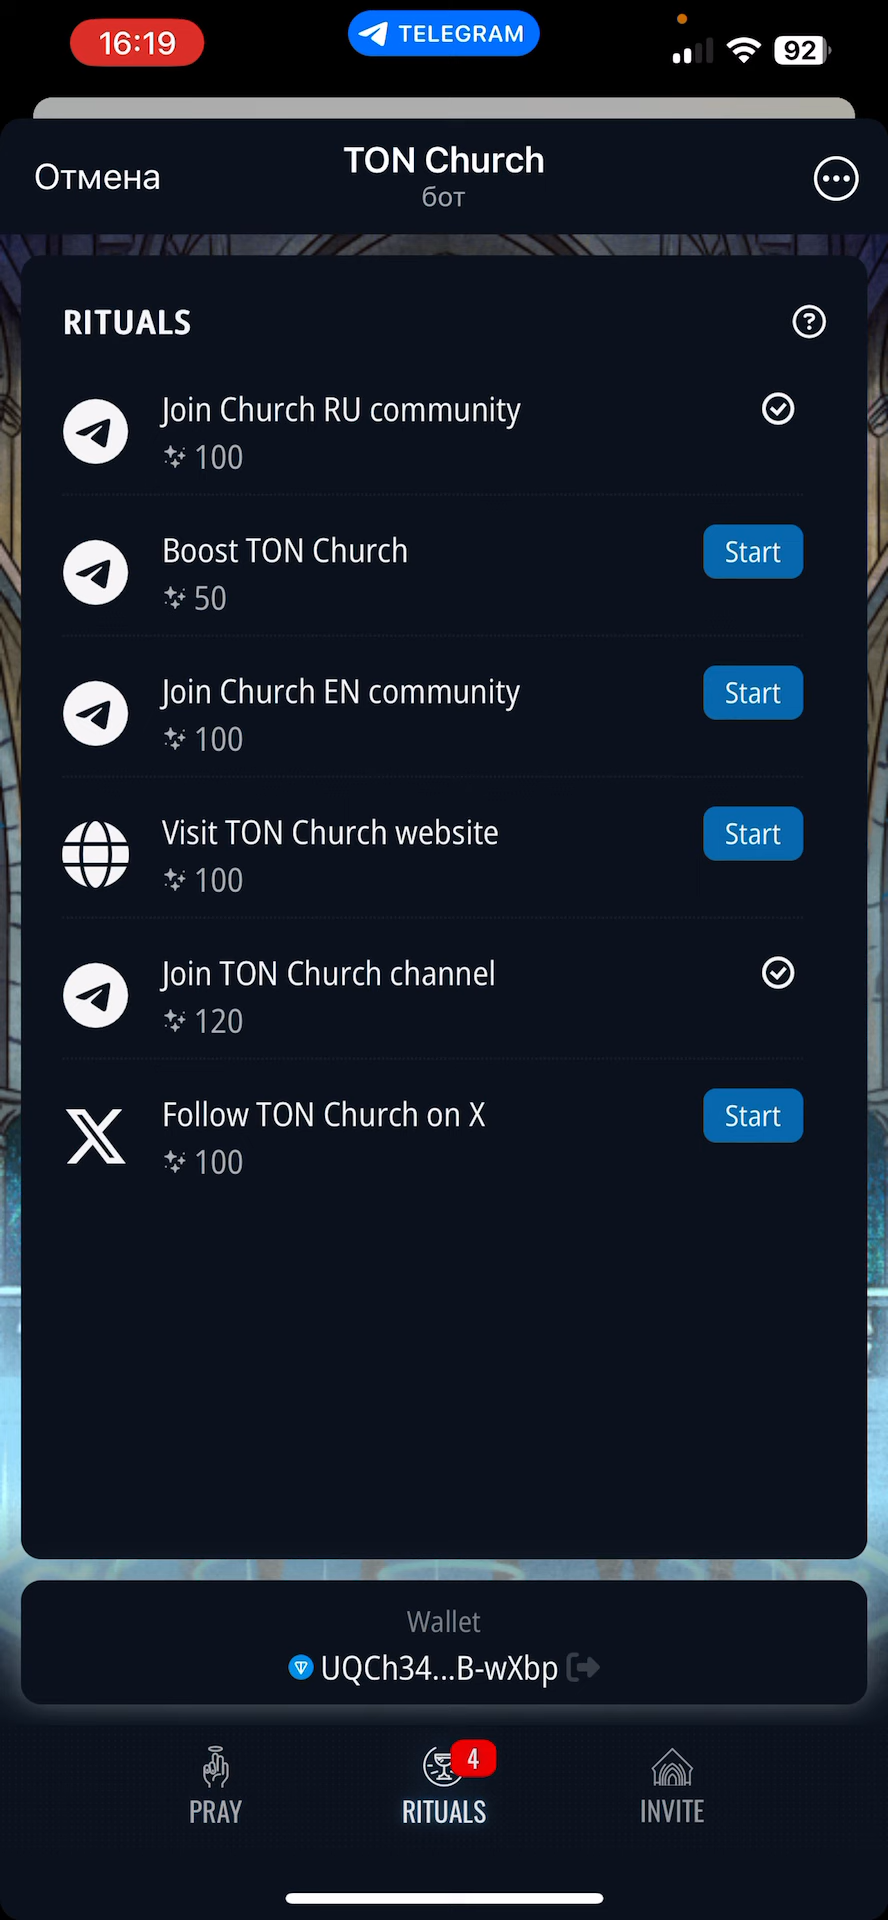 16:19
TELEGRAM
92
Отмена
TON Church
бот
RITUALS
Join Church RU community
100
Boost TON Church
50
Start
Join Church EN community
100
Start
Visit TON Church website
100
Start
Join TON Church channel
120
Follow TON Church on X
100
Start
Wallet
UQCh34...B-wXbp
PRAY
4
RITUALS
INVITE